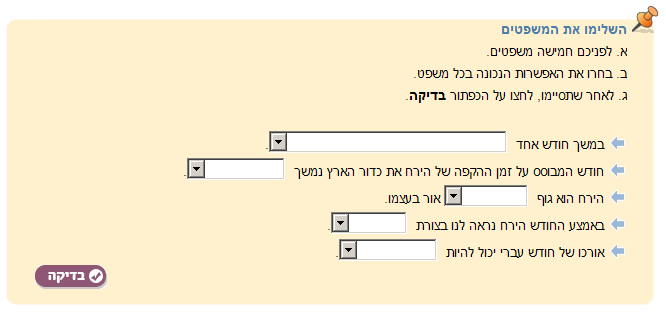 השלימו את המשפטים
א. לפניכם חמישה משפטים.
ב. בחרו את האפשרות הנכונה בכל משפט.
ג. לאחר שתסיימו, לחצו על הכפתור בדיקה.
במשך חודש אחד .
חודש המבוסס על זמן ההקפה של הירח את כדור הארץ נמשך .
הירח הוא גוף אור בעצמו.
באמצע החודש הירח נראה לנו בצורת .
אורכו של חודש עברי יכול להיות .
בדיקה